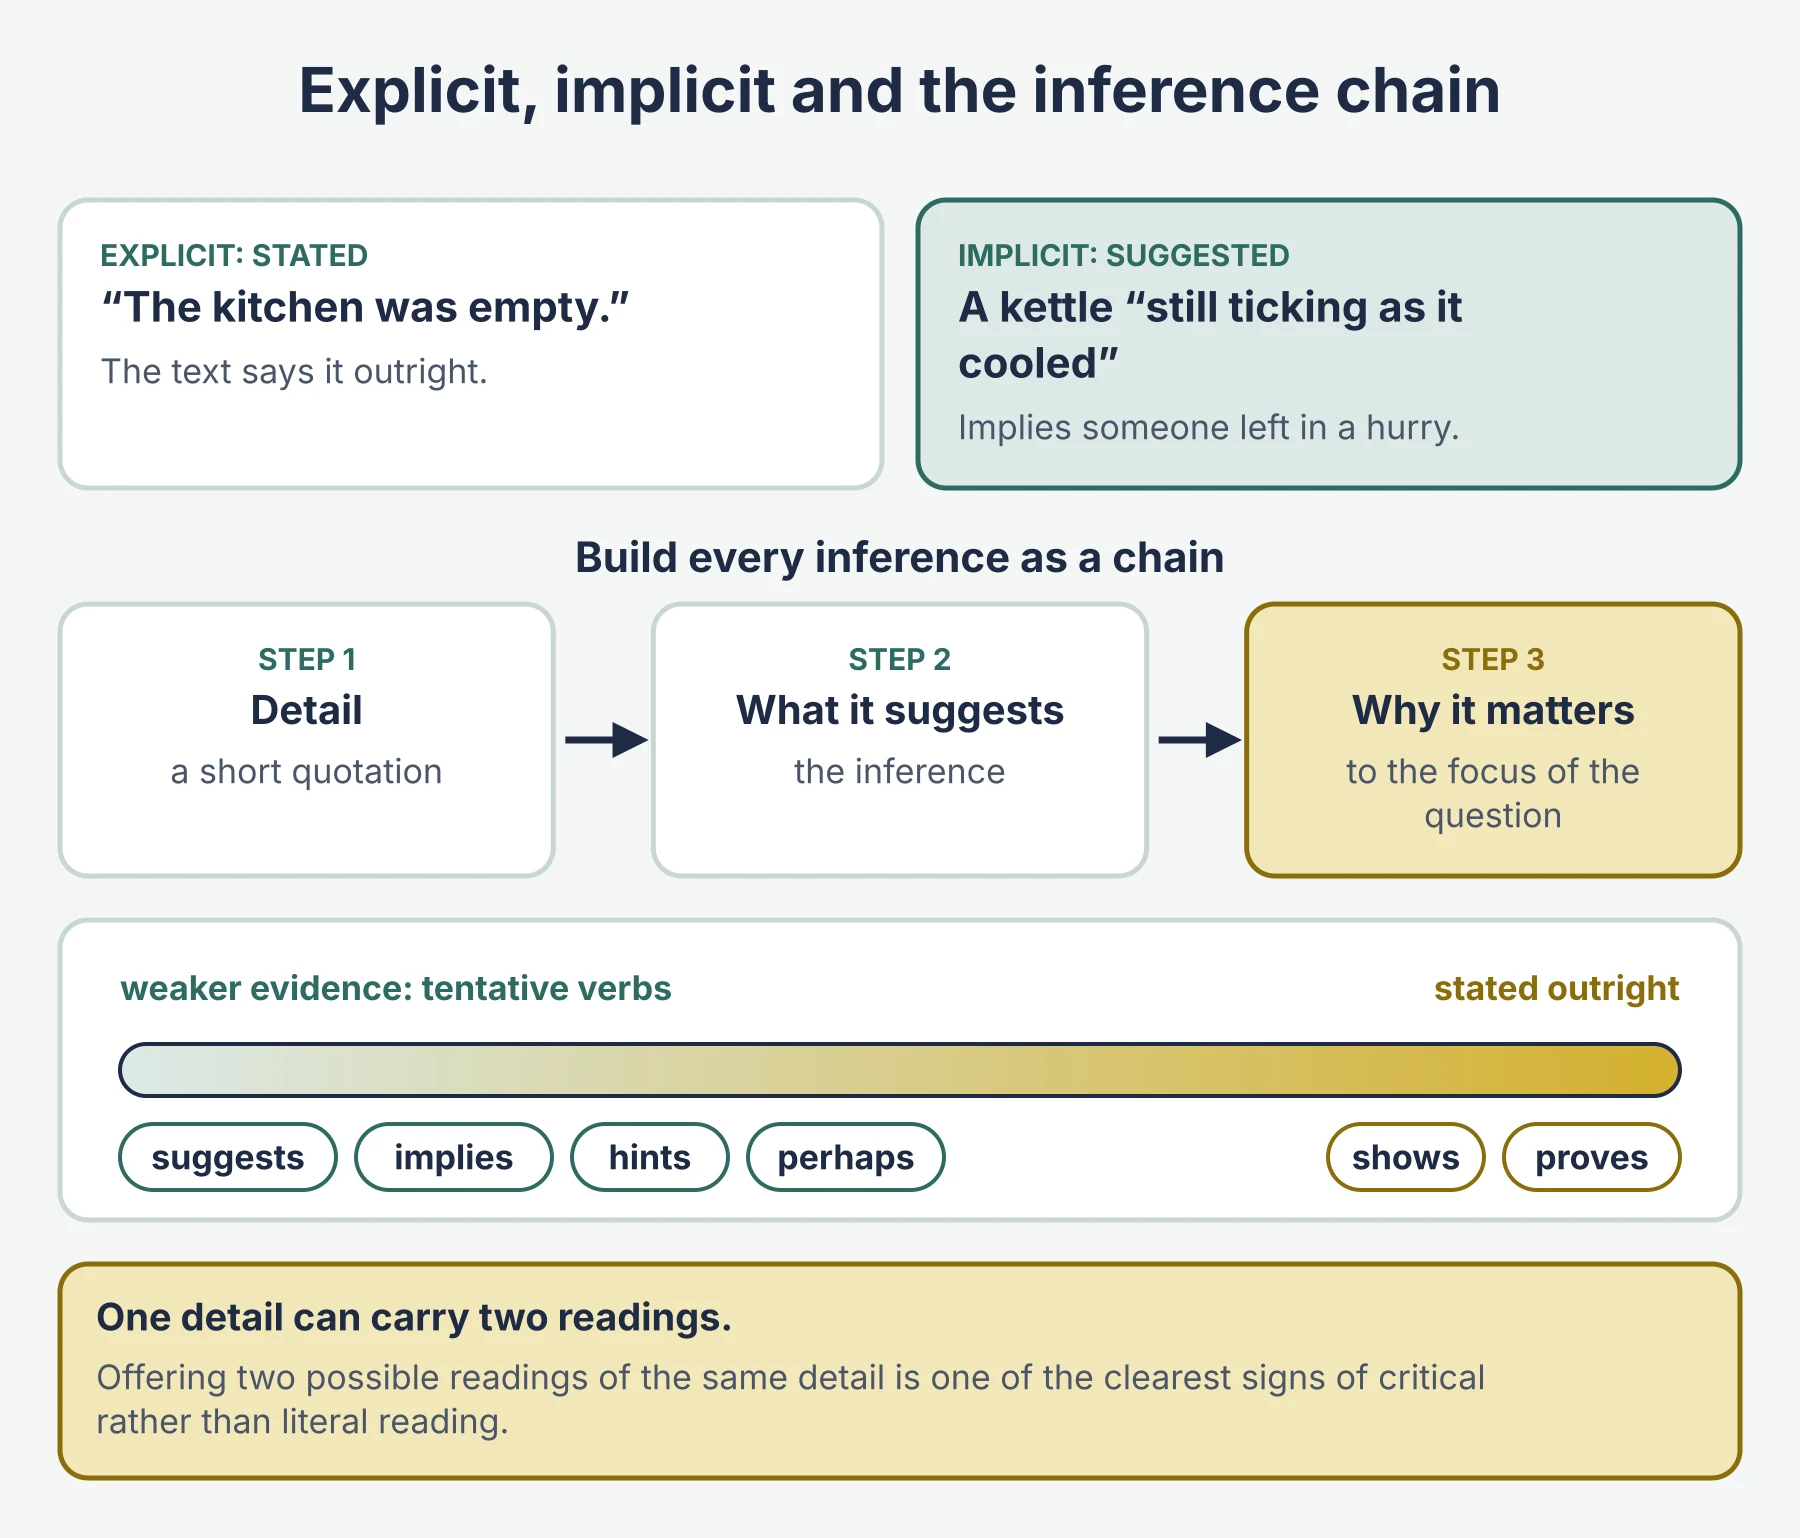 Explicit, implicit and the inference chain
EXPLICIT: STATED
“The kitchen was empty.”
The text says it outright.
IMPLICIT: SUGGESTED
A kettle “still ticking as it
cooled”
Implies someone left in a hurry.
Build every inference as a chain
STEP 1
Detail
a short quotation
STEP 2
What it suggests
the inference
STEP 3
Why it matters
to the focus of the
question
weaker evidence: tentative verbs
stated outright
suggests
implies
hints
perhaps
shows
proves
One detail can carry two readings.
Offering two possible readings of the same detail is one of the clearest signs of critical
rather than literal reading.